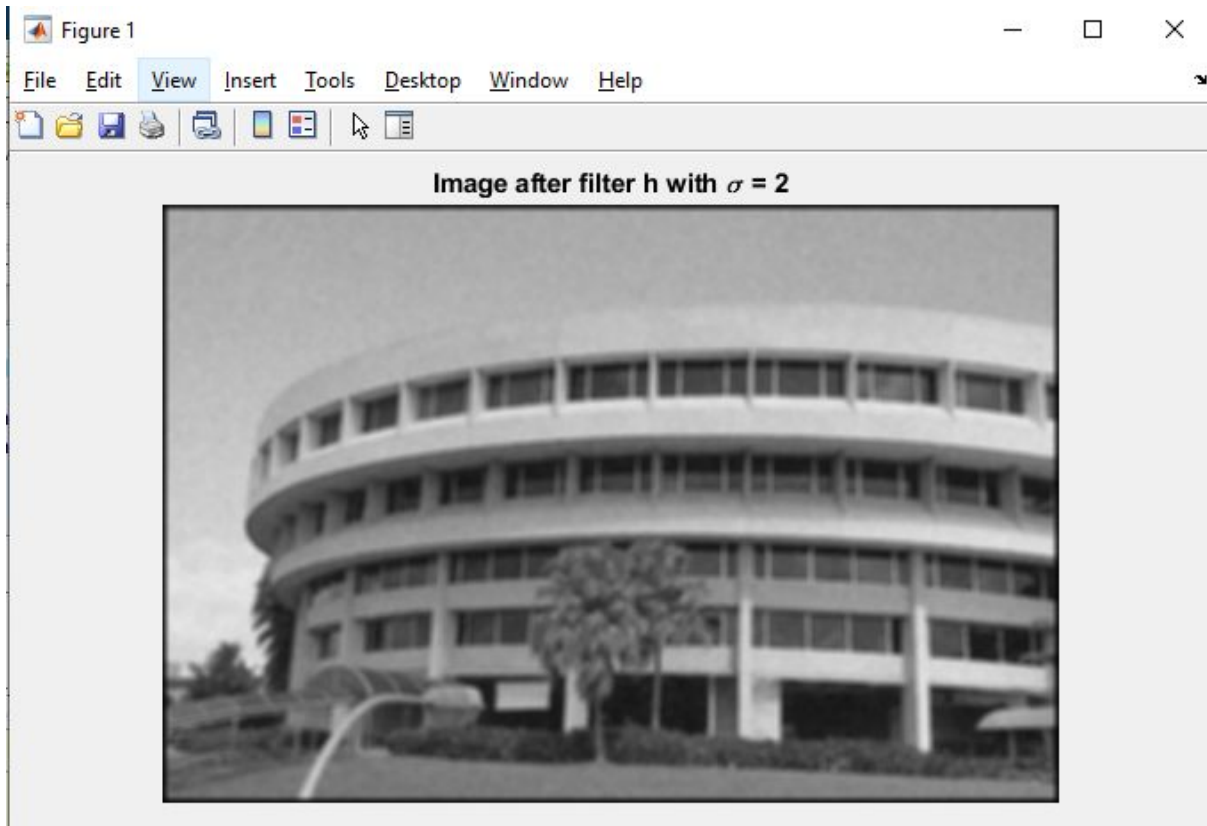 Figure 1
File Edit View Insert Tools Desktop Window Help
Image after filter h with σ = 2